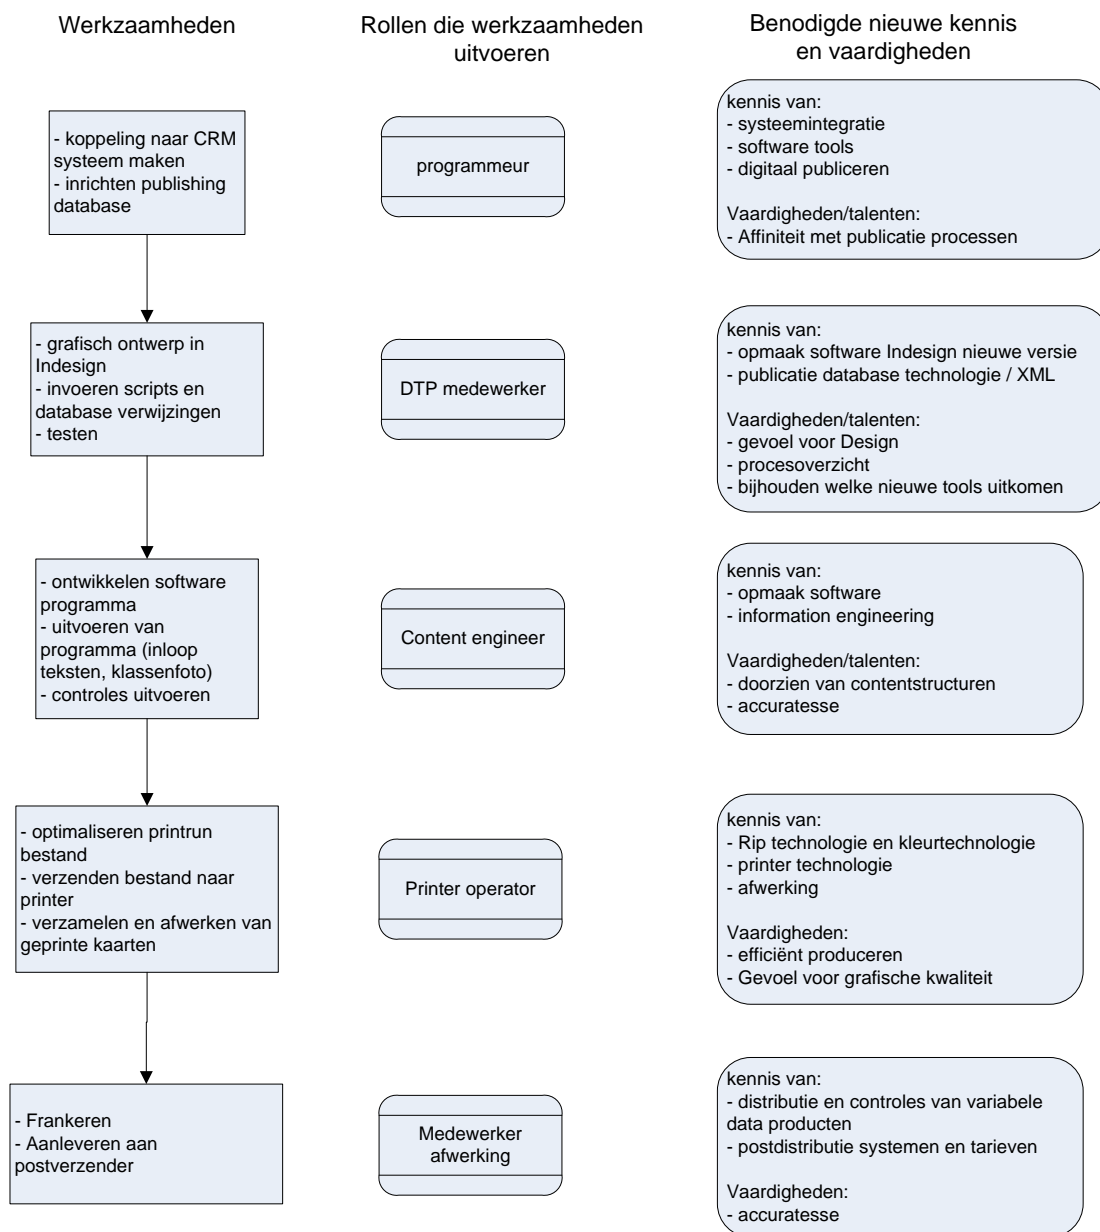 Werkzaamheden
Rollen die werkzaamheden
uitvoeren
Benodigde nieuwe kennis
en vaardigheden
- koppeling naar CRM
systeem maken
- inrichten publishing
database
programmeur
kennis van:
- systeemintegratie
- software tools
- digitaal publiceren
Vaardigheden/talenten:
- Affiniteit met publicatie processen
- grafisch ontwerp in
Indesign
- invoeren scripts en
database verwijzingen
- testen
DTP medewerker
kennis van:
- opmaak software Indesign nieuwe versie
- publicatie database technologie / XML
Vaardigheden/talenten:
- gevoel voor Design
- procesoverzicht
- bijhouden welke nieuwe tools uitkomen
- ontwikkelen software
programma
- uitvoeren van
programma (inloop
teksten, klassenfoto)
- controles uitvoeren
Content engineer
kennis van:
- opmaak software
- information engineering
Vaardigheden/talenten:
- doorzien van contentstructuren
- accuratesse
- optimaliseren printrun
bestand
- verzenden bestand naar
printer
- verzamelen en afwerken van
geprinte kaarten
Printer operator
kennis van:
- Rip technologie en kleurtechnologie
- printer technologie
- afwerking
Vaardigheden:
- efficiënt produceren
- Gevoel voor grafische kwaliteit
- Frankeren
- Aanleveren aan
postverzender
Medewerker
afwerking
kennis van:
- distributie en controles van variabele
data producten
- postdistributie systemen en tarieven
Vaardigheden:
- accuratesse